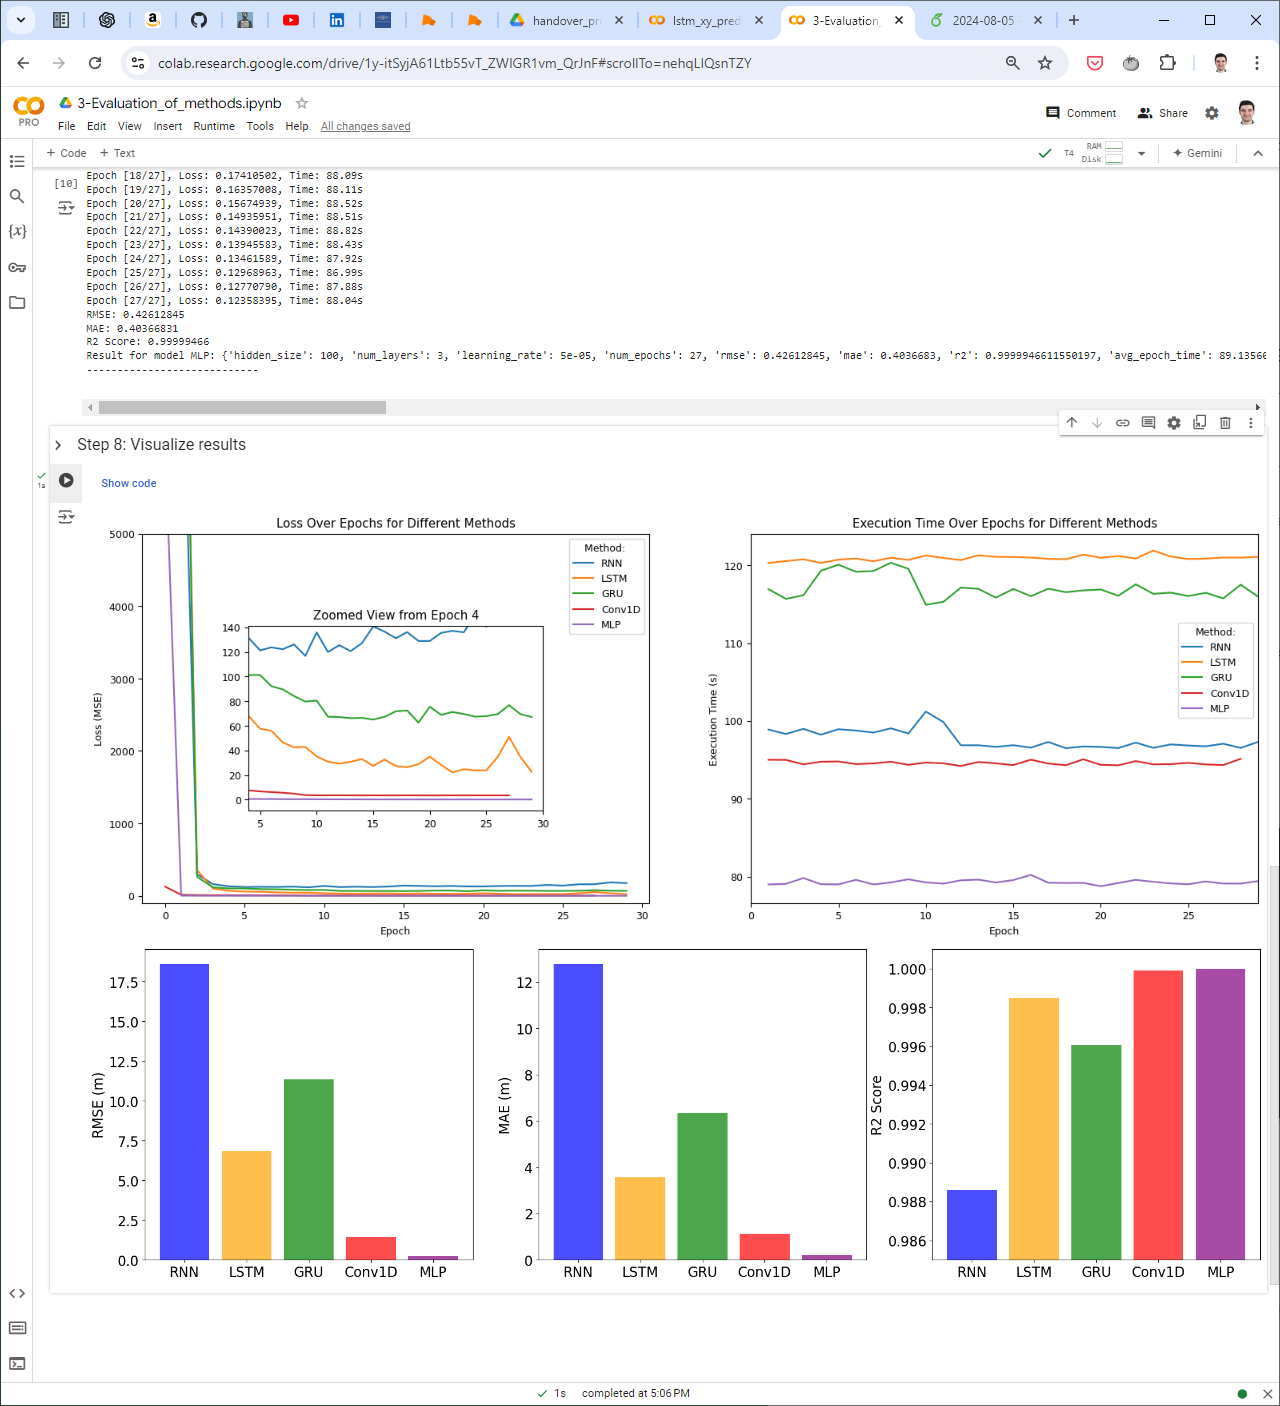 handover_pr
lstm_xy_pred
3-Evaluation_
2024-08-05
colab.research.google.com/drive/1y-itSyjA61Ltb55vT_ZWIGR1vm_QrJnF#scrollTo=nehqLIQsnTZY
PRO
3-Evaluation_of_methods.ipynb
File Edit View Insert Runtime Tools Help All changes saved
Comment
Share
+ Code + Text
T4
RAM
Disk
Gemini
[10]
Epoch [18/27], Loss: 0.17410502, Time: 88.09s
Epoch [19/27], Loss: 0.16357008, Time: 88.11s
Epoch [20/27], Loss: 0.15674939, Time: 88.52s
Epoch [21/27], Loss: 0.14935951, Time: 88.51s
Epoch [22/27], Loss: 0.14390023, Time: 88.82s
Epoch [23/27], Loss: 0.13945583, Time: 88.43s
Epoch [24/27], Loss: 0.13461589, Time: 87.92s
Epoch [25/27], Loss: 0.12968963, Time: 86.99s
Epoch [26/27], Loss: 0.12770790, Time: 87.88s
Epoch [27/27], Loss: 0.12358395, Time: 88.04s
RMSE: 0.42612845
MAE: 0.40366831
R2 Score: 0.99999466
Result for model MLP: {'hidden_size': 100, 'num_layers': 3, 'learning_rate': 5e-05, 'num_epochs': 27, 'rmse': 0.42612845, 'mae': 0.4036683, 'r2': 0.9999946611550197, 'avg_epoch_time': 89.1356
----------------------------
Step 8: Visualize results
1s
Show code
Loss Over Epochs for Different Methods
5000
4000
3000
2000
1000
0
Loss (MSE)
Method:
RNN
LSTM
GRU
Conv1D
MLP
Zoomed View from Epoch 4
140
120
100
80
60
40
20
0
5 10 15 20 25 30
0 5 10 15 20 25 30
Epoch
Execution Time Over Epochs for Different Methods
120
110
100
90
80
Execution Time (s)
Method:
RNN
LSTM
GRU
Conv1D
MLP
0 5 10 15 20 25
Epoch
RMSE (m)
17.5
15.0
12.5
10.0
7.5
5.0
2.5
0.0
RNN LSTM GRU Conv1D MLP
MAE (m)
12
10
8
6
4
2
0
RNN LSTM GRU Conv1D MLP
R2 Score
1.000
0.998
0.996
0.994
0.992
0.990
0.988
0.986
RNN LSTM GRU Conv1D MLP
1s completed at 5:06 PM